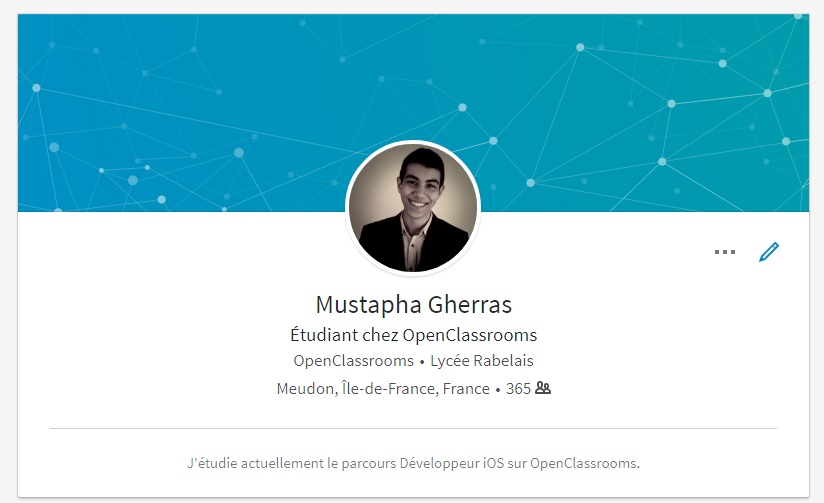 Mustapha Gherras
Étudiant chez OpenClassrooms
OpenClassrooms • Lycée Rabelais
Meudon, Île-de-France, France • 365
J'étudie actuellement le parcours Développeur iOS sur OpenClassrooms.